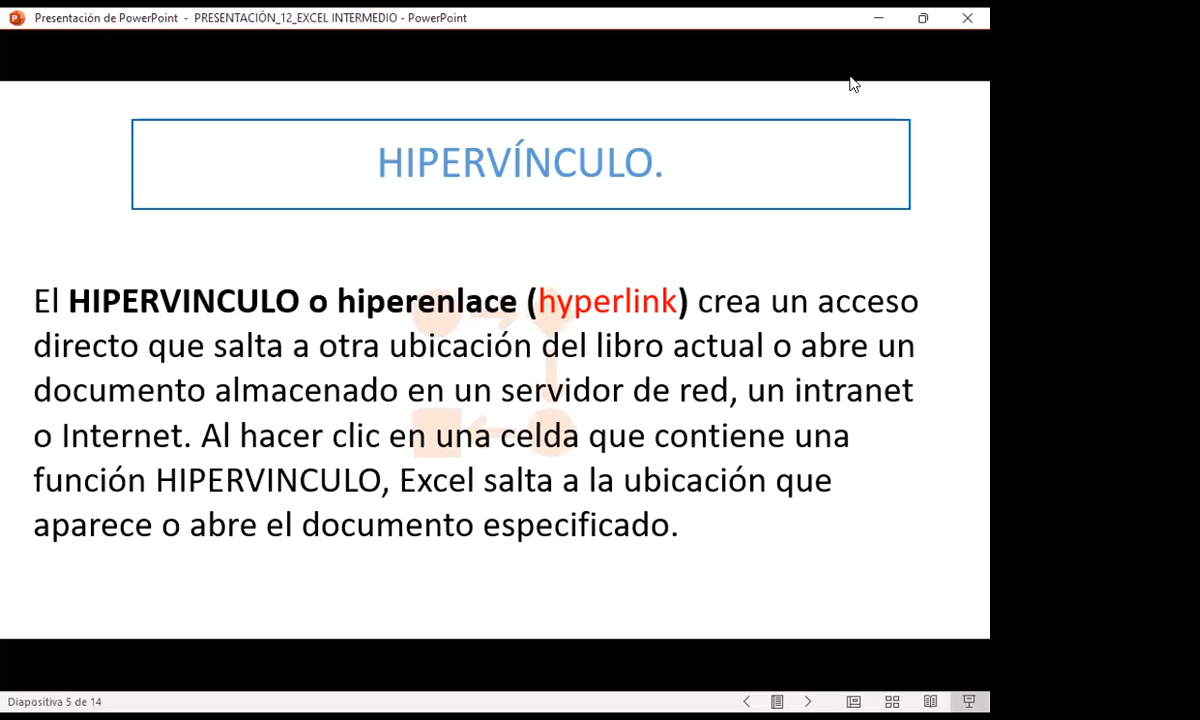 Presentación de PowerPoint - PRESENTACIÓN_12_EXCEL INTERMEDIO - PowerPoint
HIPERVÍNCULO.
El HIPERVINCULO o hiperenlace (hyperlink) crea un acceso
directo que salta a otra ubicación del libro actual o abre un
documento almacenado en un servidor de red, un intranet
o Internet. Al hacer clic en una celda que contiene una
función HIPERVINCULO, Excel salta a la ubicación que
aparece o abre el documento especificado.
Diapositiva 5 de 14